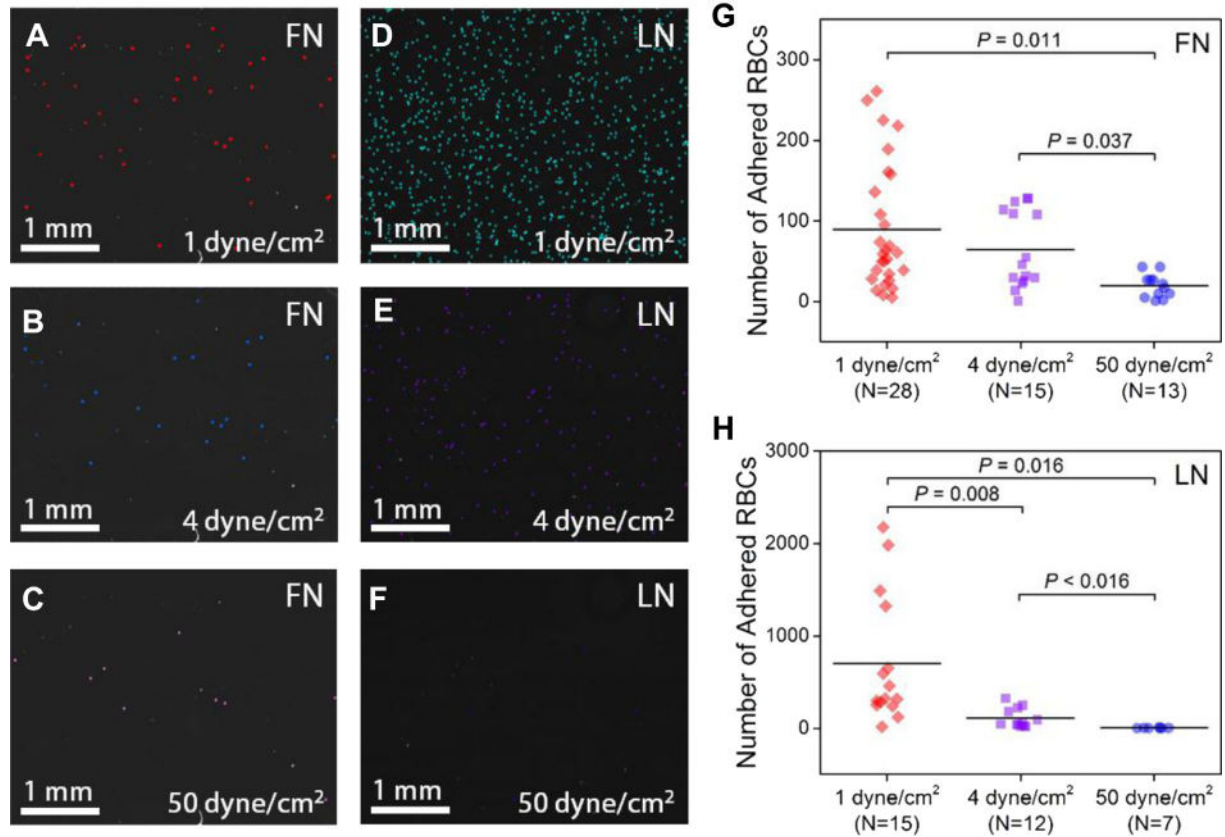 A
FN
1 mm
1 dyne/cm²
D
LN
1 mm
1 dyne/cm²
B
FN
1 mm
4 dyne/cm²
E
LN
1 mm
4 dyne/cm²
C
FN
1 mm
50 dyne/cm²
F
LN
1 mm
50 dyne/cm²
G
FN
Number of Adhered RBCs
300
200
100
0
P = 0.011
P = 0.037
1 dyne/cm² 4 dyne/cm² 50 dyne/cm²
(N=28) (N=15) (N=13)
H
LN
Number of Adhered RBCs
3000
2000
1000
0
P = 0.016
P = 0.008
P < 0.016
1 dyne/cm² 4 dyne/cm² 50 dyne/cm²
(N=15) (N=12) (N=7)